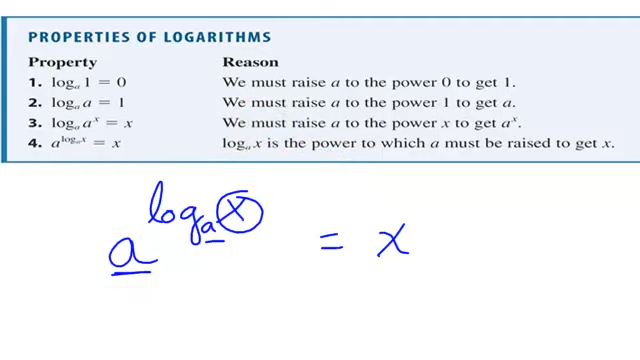 PROPERTIES OF LOGARITHMS
Property Reason
1. logₐ 1 = 0 We must raise a to the power 0 to get 1.
2. logₐ a = 1 We must raise a to the power 1 to get a.
3. logₐ aˣ = x We must raise a to the power x to get aˣ.
4. a^(logₐ x) = x logₐ x is the power to which a must be raised to get x.
a^(logₐ x) = x